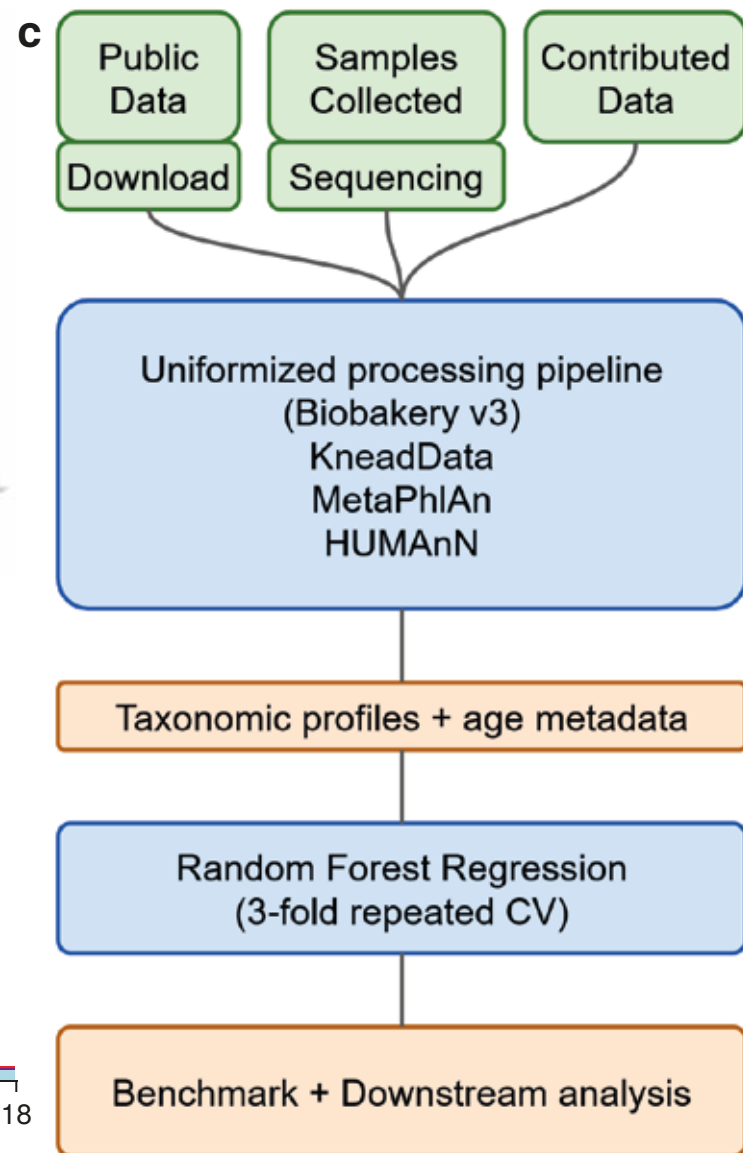 c
Public
Data
Samples
Collected
Contributed
Data
Download
Sequencing
Uniformized processing pipeline
(Biobakery v3)
KneadData
MetaPhlAn
HUMAnN
Taxonomic profiles + age metadata
Random Forest Regression
(3-fold repeated CV)
Benchmark + Downstream analysis
18